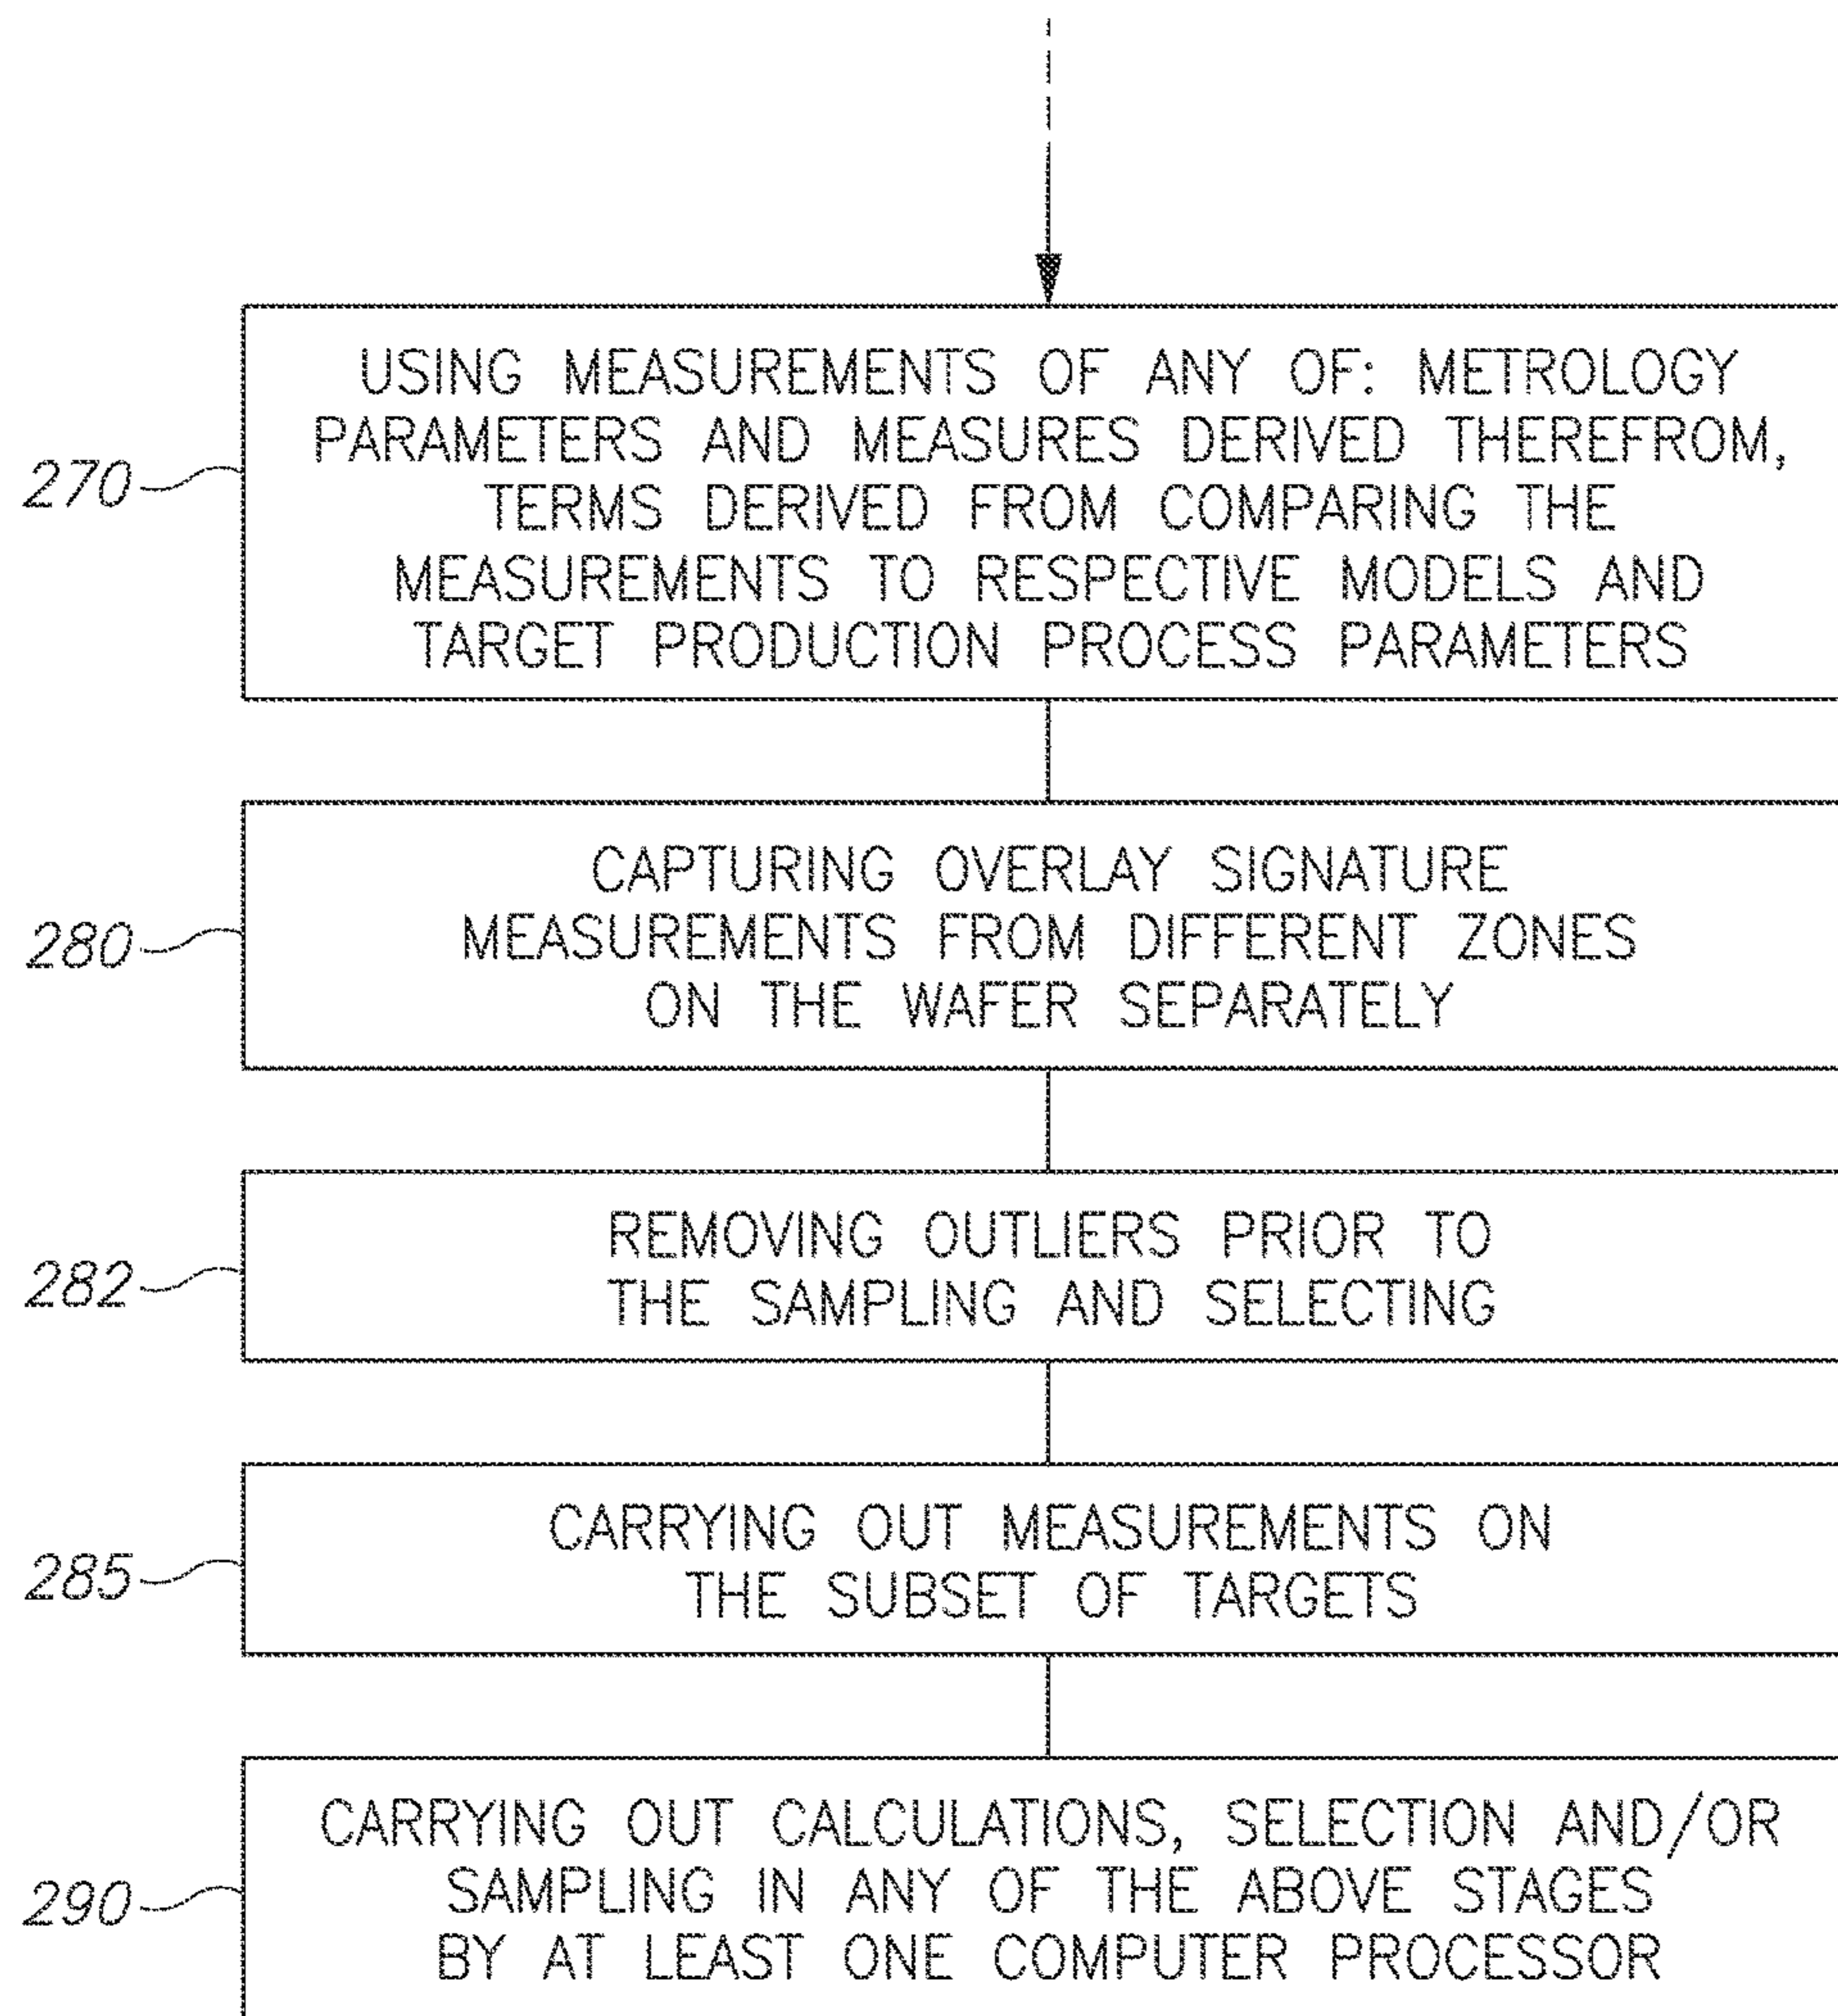 USING MEASUREMENTS OF ANY OF: METROLOGY
PARAMETERS AND MEASURES DERIVED THEREFROM,
270
TERMS DERIVED FROM COMPARING THE
MEASUREMENTS TO RESPECTIVE MODELS AND
TARGET PRODUCTION PROCESS PARAMETERS
CAPTURING OVERLAY SIGNATURE
280
MEASUREMENTS FROM DIFFERENT ZONES
ON THE WAFER SEPARATELY
REMOVING OUTLIERS PRIOR TO
282
THE SAMPLING AND SELECTING
CARRYING OUT MEASUREMENTS ON
285
THE SUBSET OF TARGETS
CARRYING OUT CALCULATIONS, SELECTION AND/OR
290
SAMPLING IN ANY OF THE ABOVE STAGES
BY AT LEAST ONE COMPUTER PROCESSOR